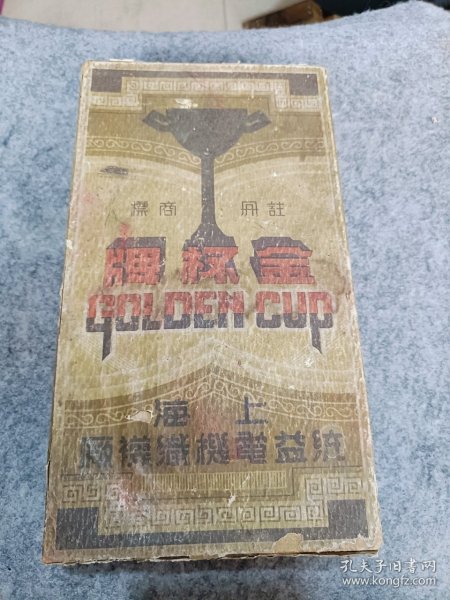 註冊 商標
金杯牌
GOLDEN CUP
上海
統益電機織襪廠
孔夫子旧书网
www.kongfz.com